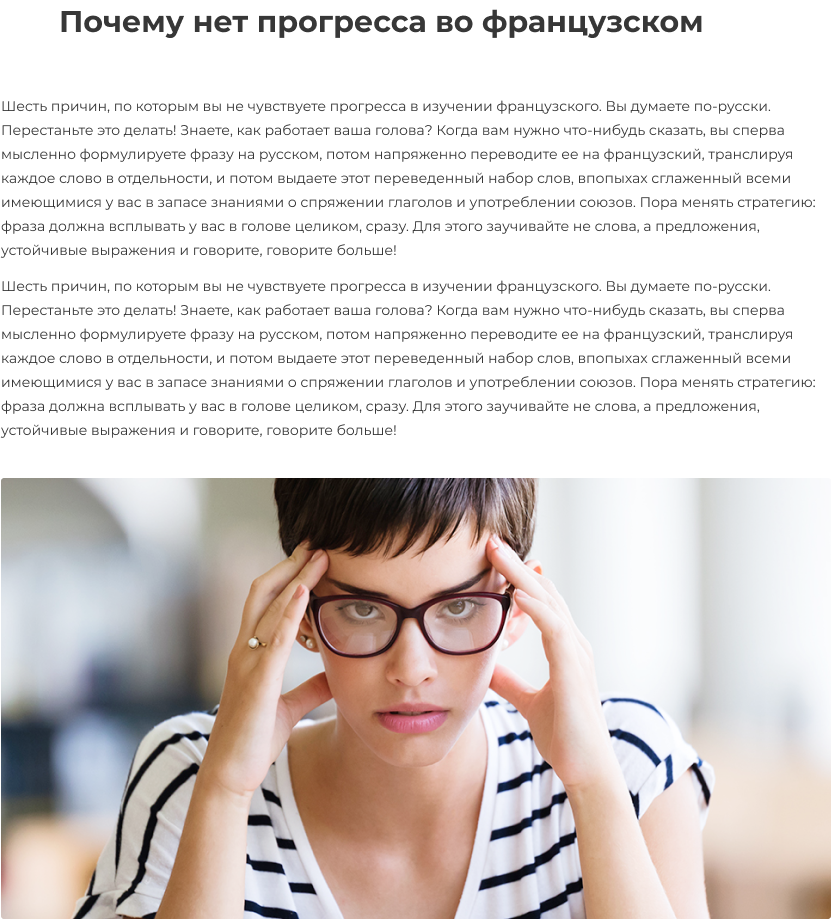 Почему нет прогресса во французском
Шесть причин, по которым вы не чувствуете прогресса в изучении французского. Вы думаете по-русски.
Перестаньте это делать! Знаете, как работает ваша голова? Когда вам нужно что-нибудь сказать, вы сперва
мысленно формулируете фразу на русском, потом напряженно переводите ее на французский, транслируя
каждое слово в отдельности, и потом выдаете этот переведенный набор слов, впопыхах сглаженный всеми
имеющимися у вас в запасе знаниями о спряжении глаголов и употреблении союзов. Пора менять стратегию:
фраза должна всплывать у вас в голове целиком, сразу. Для этого заучивайте не слова, а предложения,
устойчивые выражения и говорите, говорите больше!
Шесть причин, по которым вы не чувствуете прогресса в изучении французского. Вы думаете по-русски.
Перестаньте это делать! Знаете, как работает ваша голова? Когда вам нужно что-нибудь сказать, вы сперва
мысленно формулируете фразу на русском, потом напряженно переводите ее на французский, транслируя
каждое слово в отдельности, и потом выдаете этот переведенный набор слов, впопыхах сглаженный всеми
имеющимися у вас в запасе знаниями о спряжении глаголов и употреблении союзов. Пора менять стратегию:
фраза должна всплывать у вас в голове целиком, сразу. Для этого заучивайте не слова, а предложения,
устойчивые выражения и говорите, говорите больше!